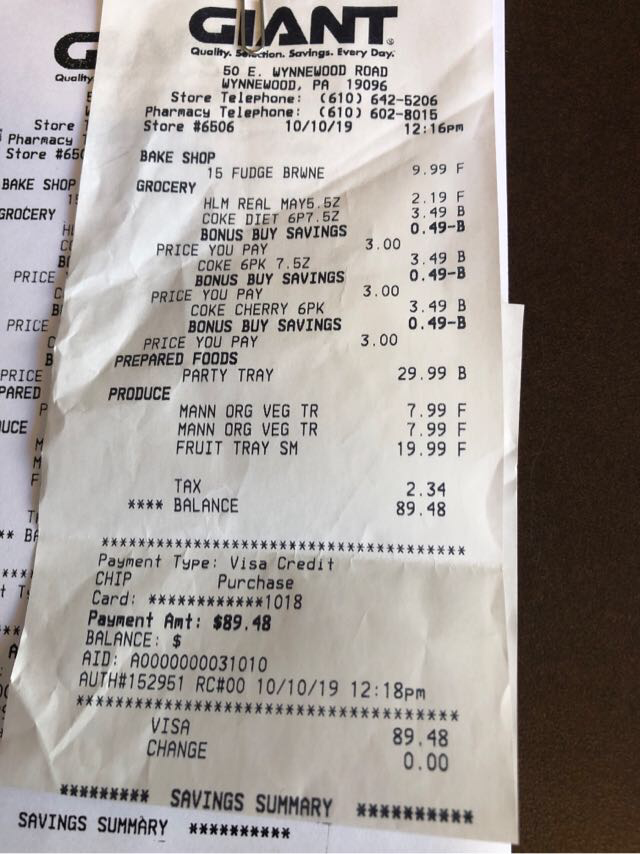 GIANT
Quality. Selection. Savings. Every Day.
50 E. WYNNEWOOD ROAD
WYNNEWOOD, PA 19096
Store Telephone: (610) 642-5206
Pharmacy Telephone: (610) 602-8015
Store #6506 10/10/19 12:16pm
BAKE SHOP
15 FUDGE BRWNE 9.99 F
GROCERY
HLM REAL MAY5.5Z 2.19 F
COKE DIET 6P7.5Z 3.49 B
BONUS BUY SAVINGS 0.49-B
PRICE YOU PAY 3.00
COKE 6PK 7.5Z 3.49 B
BONUS BUY SAVINGS 0.49-B
PRICE YOU PAY 3.00
COKE CHERRY 6PK 3.49 B
BONUS BUY SAVINGS 0.49-B
PRICE YOU PAY 3.00
PREPARED FOODS
PARTY TRAY 29.99 B
PRODUCE
MANN ORG VEG TR 7.99 F
MANN ORG VEG TR 7.99 F
FRUIT TRAY SM 19.99 F
TAX 2.34
**** BALANCE 89.48
*************************************
Payment Type: Visa Credit
CHIP Purchase
Card: ************1018
Payment Amt: $89.48
BALANCE: $
AID: A0000000031010
AUTH#152951 RC#00 10/10/19 12:18pm
*************************************
VISA 89.48
CHANGE 0.00
********* SAVINGS SUMMARY **********
SAVINGS SUMMARY **********
Store
Pharmacy
Store #650
BAKE SHOP
GROCERY
PRICE
PRICE
PRICE